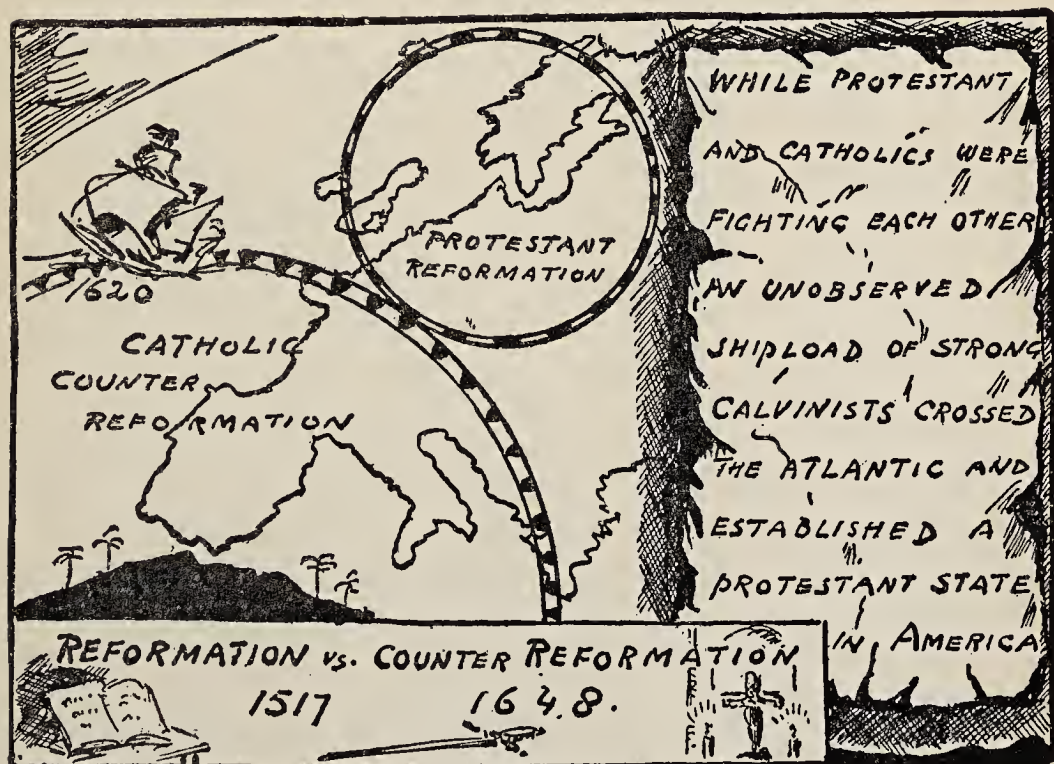 PROTESTANT
REFORMATION
1620
CATHOLIC
COUNTER
REFORMATION
WHILE PROTESTANT
AND CATHOLICS WERE
FIGHTING EACH OTHER
AN UNOBSERVED
SHIPLOAD OF STRONG
CALVINISTS CROSSED
THE ATLANTIC AND
ESTABLISHED A
PROTESTANT STATE
IN AMERICA
REFORMATION VS. COUNTER REFORMATION
1517 1648.